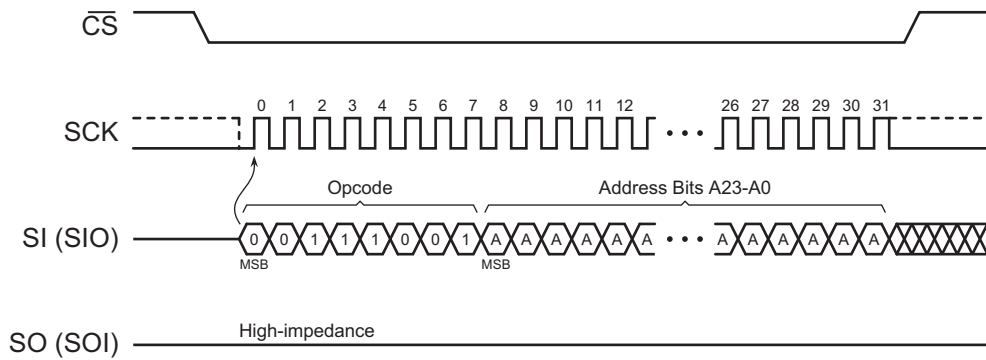 CS
0 1 2 3 4 5 6 7 8 9 10 11 12 26 27 28 29 30 31
SCK
• • •
Opcode Address Bits A23-A0
SI (SIO) 0 0 1 1 1 0 0 1 A A A A A A • • • A A A A A A
MSB MSB
High-impedance
SO (SOI)